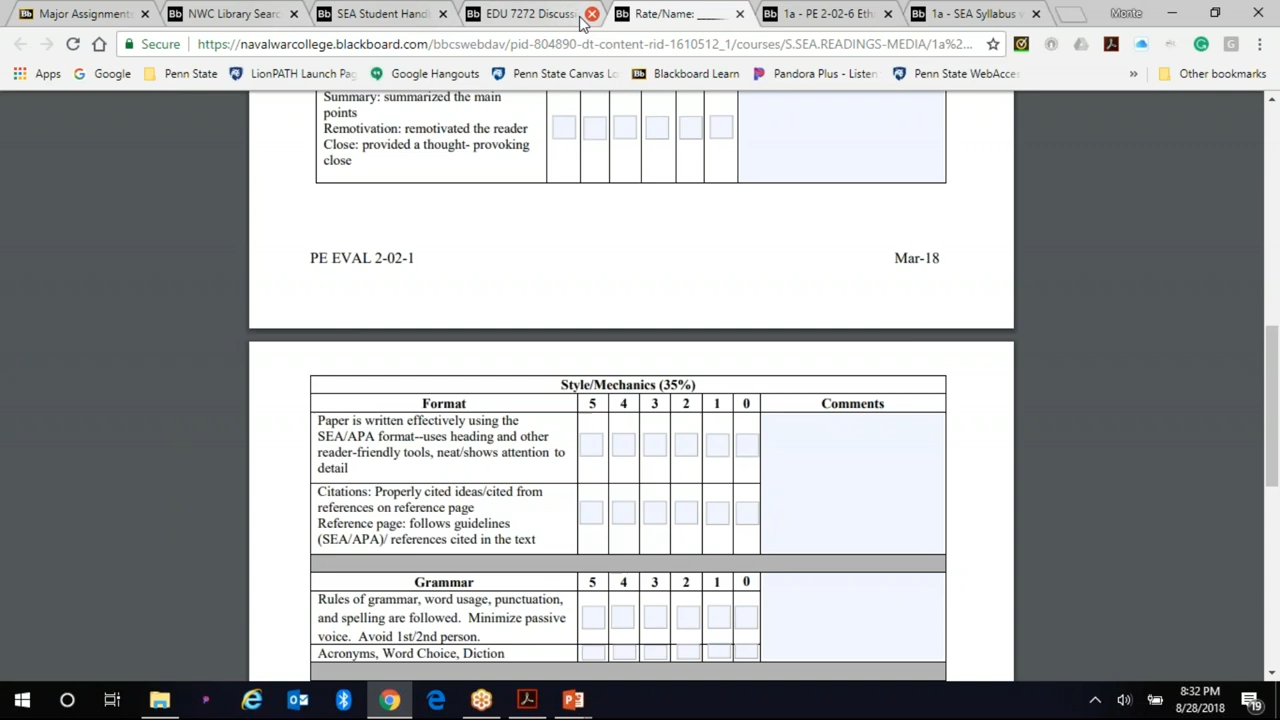 Major Assignment
NWC Library Sear
SEA Student Handl
EDU 7272 Discussi
Rate/Name: _____
1a - PE 2-02-6 Eth
1a - SEA Syllabus
Monte
Secure
https://navalwarcollege.blackboard.com/bbcswebdav/pid-804890-dt-content-rid-1610512_1/courses/S.SEA.READINGS-MEDIA/1a%2...
Apps
Google
Penn State
LionPATH Launch Pag
Google Hangouts
Penn State Canvas Lo
Blackboard Learn
Pandora Plus - Listen
Penn State WebAcces
»
Other bookmarks
Summary: summarized the main
points
Remotivation: remotivated the reader
Close: provided a thought- provoking
close
PE EVAL 2-02-1
Mar-18
Style/Mechanics (35%)
Format 5 4 3 2 1 0 Comments
Paper is written effectively using the
SEA/APA format--uses heading and other
reader-friendly tools, neat/shows attention to
detail
Citations: Properly cited ideas/cited from
references on reference page
Reference page: follows guidelines
(SEA/APA)/ references cited in the text
Grammar 5 4 3 2 1 0
Rules of grammar, word usage, punctuation,
and spelling are followed. Minimize passive
voice. Avoid 1st/2nd person.
Acronyms, Word Choice, Diction
8:32 PM
8/28/2018
19